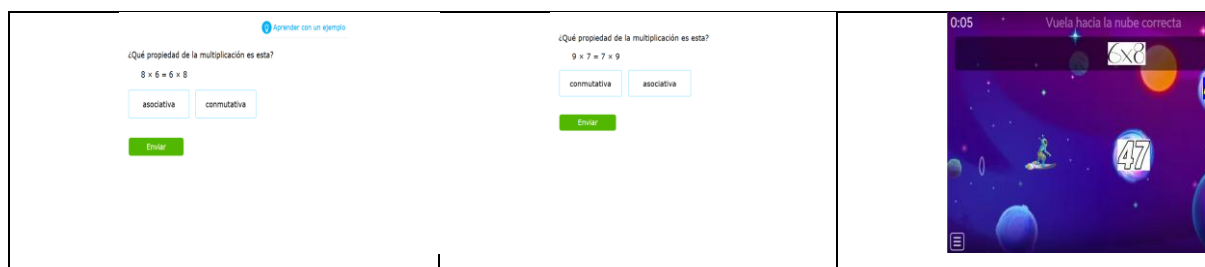 Aprender con un ejemplo
¿Qué propiedad de la multiplicación es esta?
8 × 6 = 6 × 8
asociativa
conmutativa
Enviar
¿Qué propiedad de la multiplicación es esta?
9 × 7 = 7 × 9
conmutativa
asociativa
Enviar
0:05
Vuela hacia la nube correcta
6x8
47